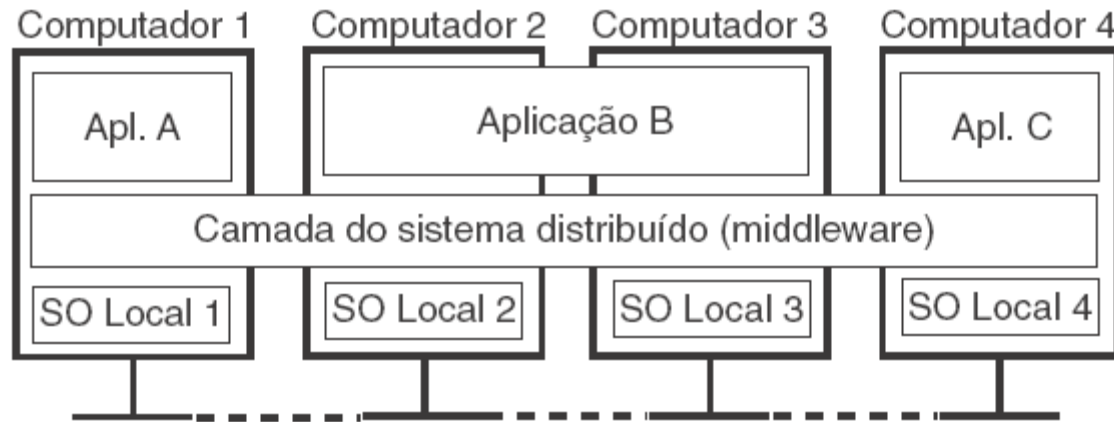 Computador 1
Computador 2
Computador 3
Computador 4
Apl. A
Aplicação B
Apl. C
Camada do sistema distribuído (middleware)
SO Local 1
SO Local 2
SO Local 3
SO Local 4